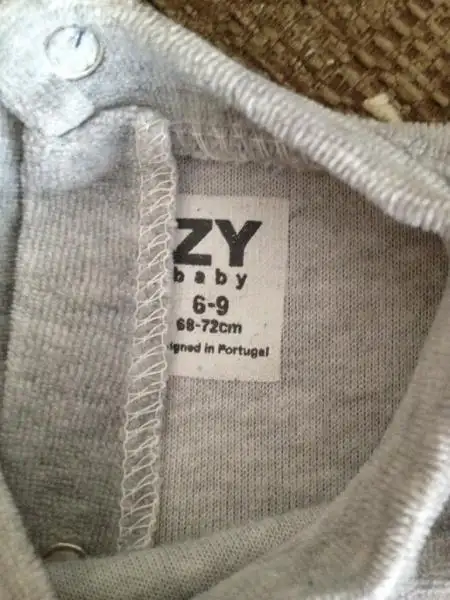 ZY
baby
6-9
68-72cm
igned in Portugal